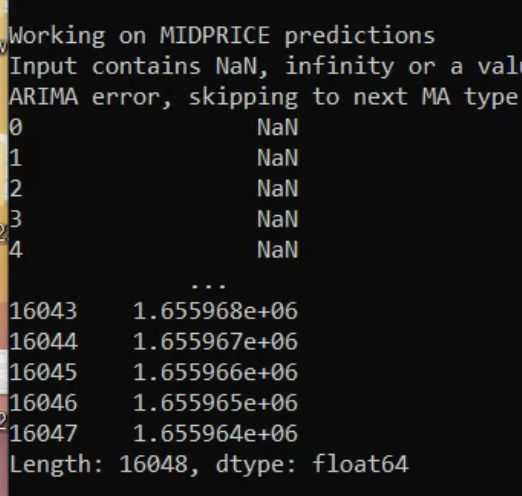 Working on MIDPRICE predictions
Input contains NaN, infinity or a
ARIMA error, skipping to next MA type
0 NaN
1 NaN
2 NaN
3 NaN
4 NaN
...
16043 1.655968e+06
16044 1.655967e+06
16045 1.655966e+06
16046 1.655965e+06
16047 1.655964e+06
Length: 16048, dtype: float64